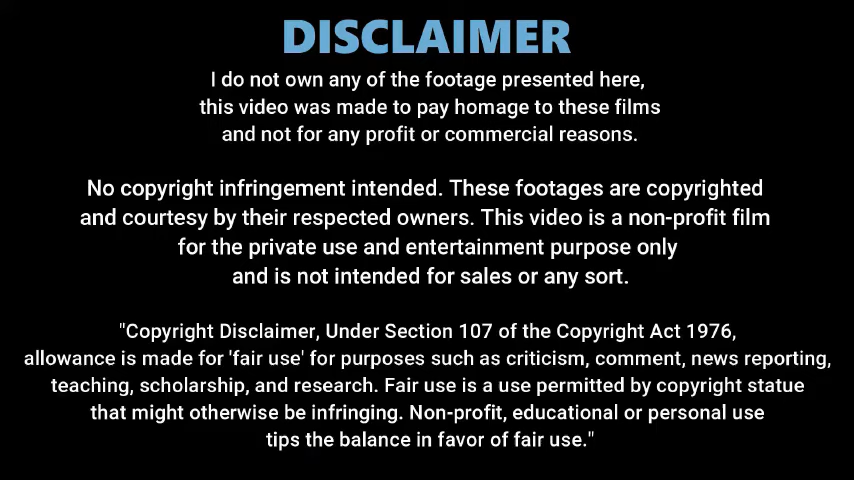 DISCLAIMER
I do not own any of the footage presented here,
this video was made to pay homage to these films
and not for any profit or commercial reasons.
No copyright infringement intended. These footages are copyrighted
and courtesy by their respected owners. This video is a non-profit film
for the private use and entertainment purpose only
and is not intended for sales or any sort.
"Copyright Disclaimer, Under Section 107 of the Copyright Act 1976,
allowance is made for 'fair use' for purposes such as criticism, comment, news reporting,
teaching, scholarship, and research. Fair use is a use permitted by copyright statue
that might otherwise be infringing. Non-profit, educational or personal use
tips the balance in favor of fair use."